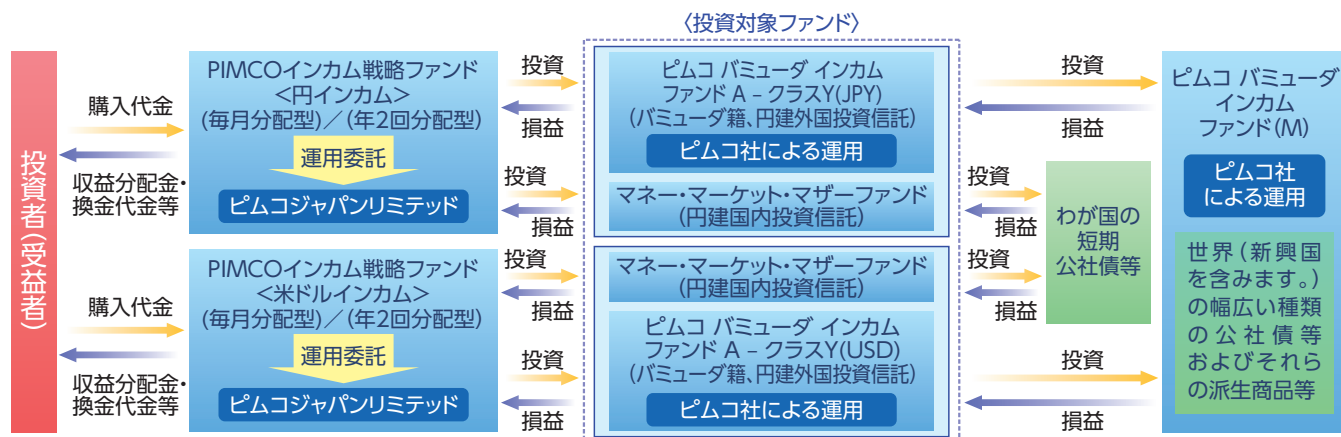 〈投資対象ファンド〉
投資者(受益者)
購入代金
収益分配金・
換金代金等
PIMCOインカム戦略ファンド
<円インカム>
(毎月分配型)／(年2回分配型)
運用委託
ピムコジャパンリミテッド
投資
損益
投資
損益
ピムコ バミューダ インカム
ファンド A – クラスY(JPY)
(バミューダ籍、円建外国投資信託)
ピムコ社による運用
マネー・マーケット・マザーファンド
(円建国内投資信託)
投資
損益
投資
損益
購入代金
収益分配金・
換金代金等
PIMCOインカム戦略ファンド
<米ドルインカム>
(毎月分配型)／(年2回分配型)
運用委託
ピムコジャパンリミテッド
投資
損益
投資
損益
マネー・マーケット・マザーファンド
(円建国内投資信託)
ピムコ バミューダ インカム
ファンド A – クラスY(USD)
(バミューダ籍、円建外国投資信託)
ピムコ社による運用
投資
損益
投資
損益
わが国の
短期
公社債等
ピムコ バミューダ
インカム
ファンド(M)
ピムコ社
による運用
世界(新興国
を含みます。)
の幅広い種類
の公社債等
およびそれら
の派生商品等